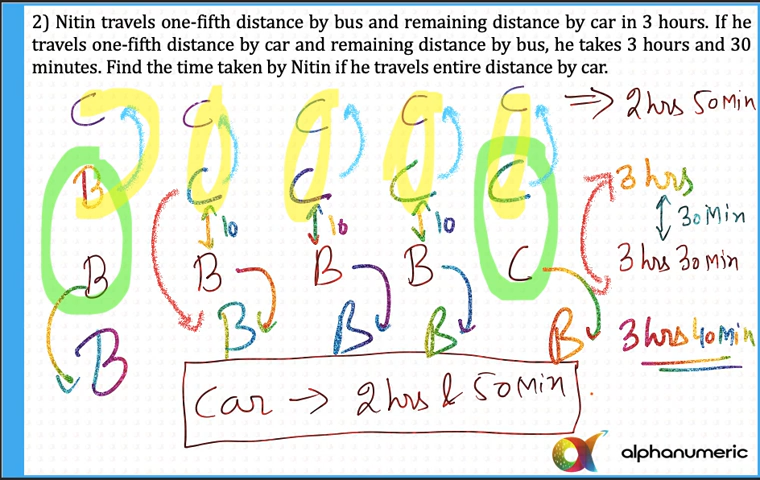 2) Nitin travels one-fifth distance by bus and remaining distance by car in 3 hours. If he
travels one-fifth distance by car and remaining distance by bus, he takes 3 hours and 30
minutes. Find the time taken by Nitin if he travels entire distance by car.
C C C C C => 2 hrs 50 Min
B C C C C 3 hrs
10 10 10 30 Min
B B B B C 3 hrs 30 Min
B B B B B 3 hrs 40 Min
Car → 2 hrs & 50 Min
alphanumeric